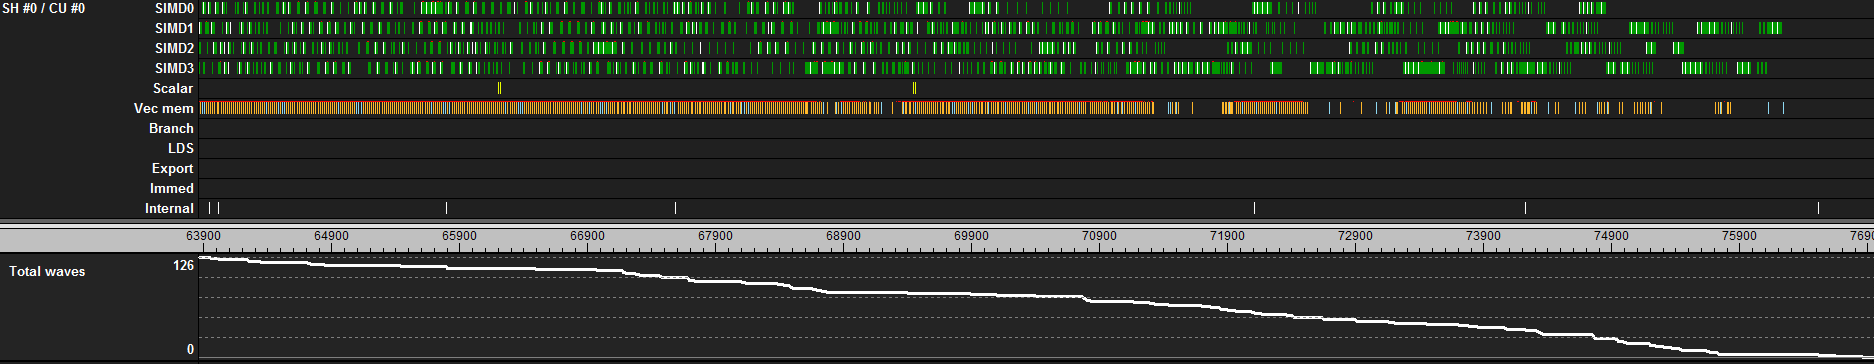 SH #0 / CU #0 SIMD0
SIMD1
SIMD2
SIMD3
Scalar
Vec mem
Branch
LDS
Export
Immed
Internal
63900 64900 65900 66900 67900 68900 69900 70900 71900 72900 73900 74900 75900
Total waves 126
0